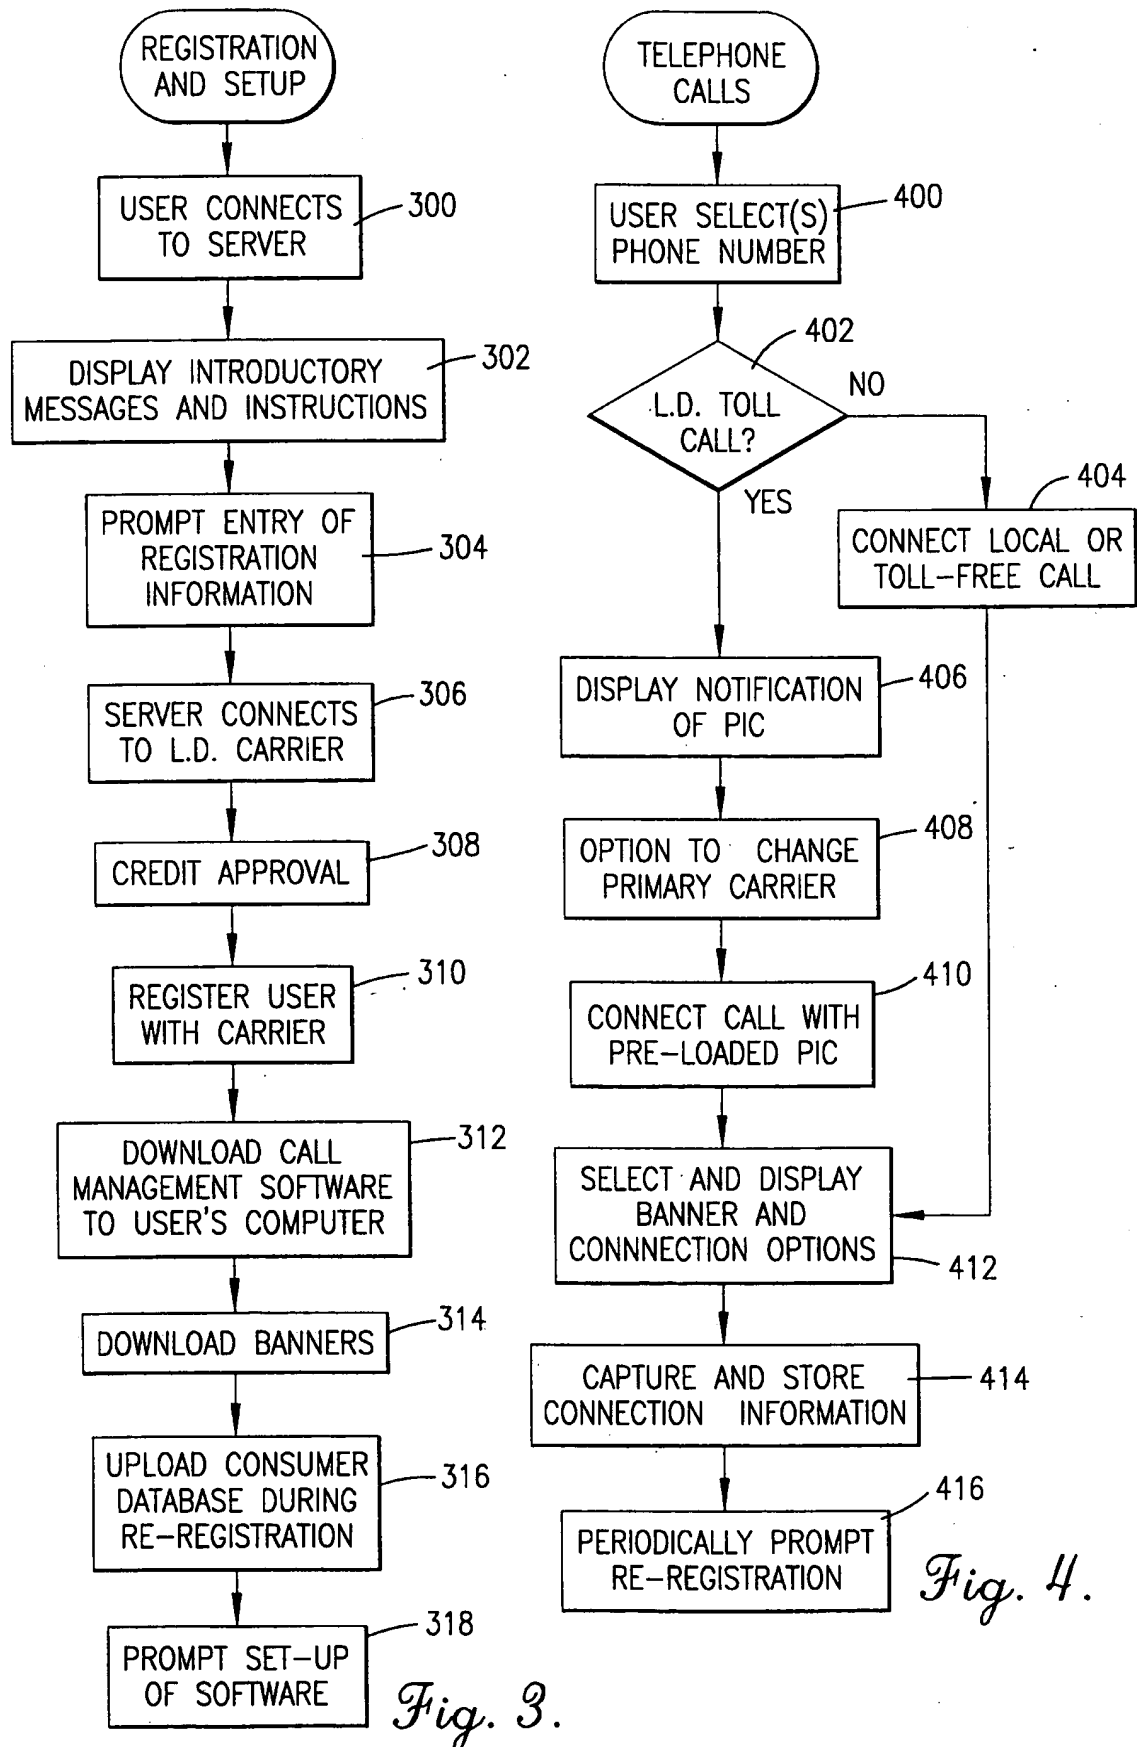 REGISTRATION
AND SETUP
USER CONNECTS
TO SERVER
300
DISPLAY INTRODUCTORY
MESSAGES AND INSTRUCTIONS
302
PROMPT ENTRY OF
REGISTRATION
INFORMATION
304
SERVER CONNECTS
TO L.D. CARRIER
306
CREDIT APPROVAL
308
REGISTER USER
WITH CARRIER
310
DOWNLOAD CALL
MANAGEMENT SOFTWARE
TO USER'S COMPUTER
312
DOWNLOAD BANNERS
314
UPLOAD CONSUMER
DATABASE DURING
RE-REGISTRATION
316
PROMPT SET-UP
OF SOFTWARE
318
Fig. 3.
TELEPHONE
CALLS
USER SELECT(S)
PHONE NUMBER
400
L.D. TOLL
CALL?
402
NO
YES
CONNECT LOCAL OR
TOLL-FREE CALL
404
DISPLAY NOTIFICATION
OF PIC
406
OPTION TO CHANGE
PRIMARY CARRIER
408
CONNECT CALL WITH
PRE-LOADED PIC
410
SELECT AND DISPLAY
BANNER AND
CONNNECTION OPTIONS
412
CAPTURE AND STORE
CONNECTION INFORMATION
414
PERIODICALLY PROMPT
RE-REGISTRATION
416
Fig. 4.